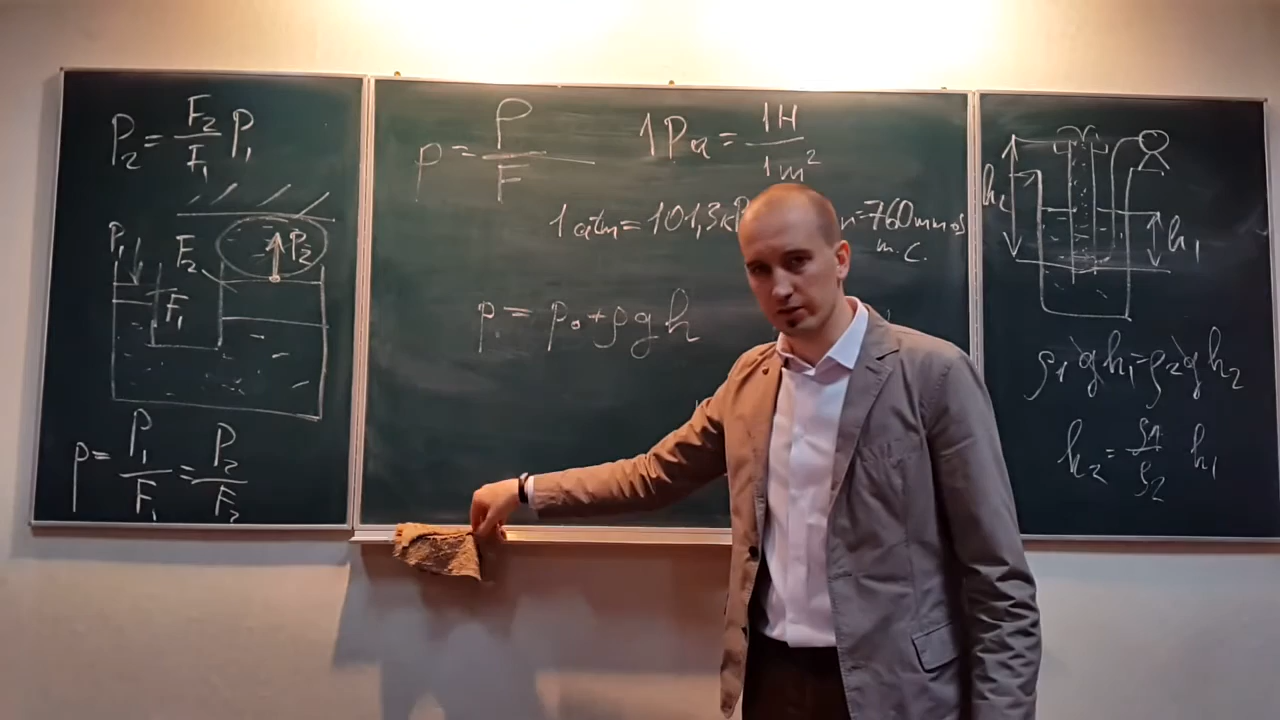 P₂ = F₂/F₁ P₁
P₁
F₂
P₂
F₁
p = P₁/F₁ = P₂/F₂
p = P/F
1 Pa = 1H/1m²
1 atm = 101,3к
= 760 mm
m. c.
p = p₀ + ρgh
h₂
h₁
ρ₁gh₁ = ρ₂gh₂
h₂ = ρ₁/ρ₂ h₁